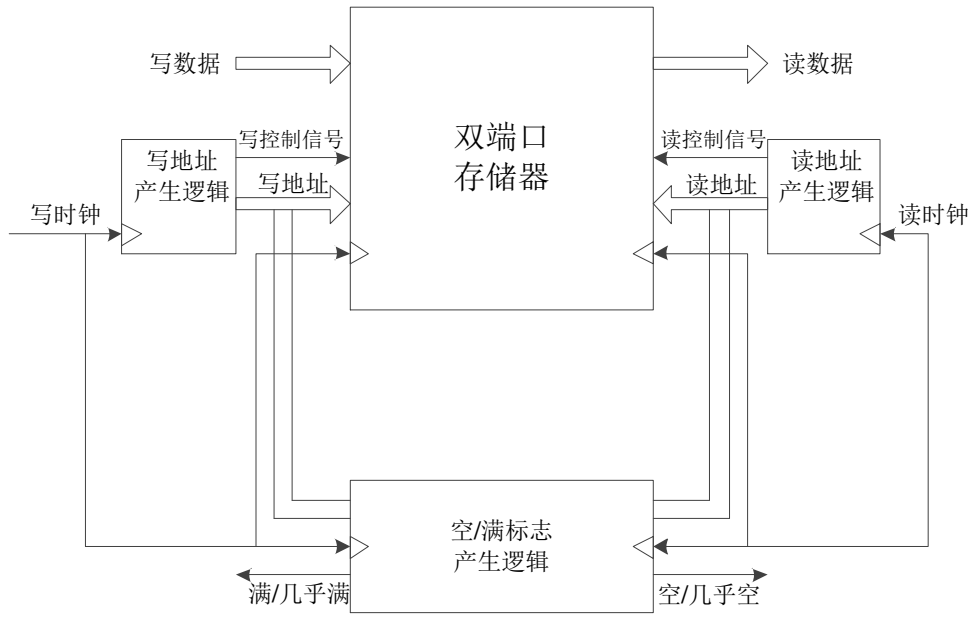 写数据
读数据
双端口
存储器
写控制信号
读控制信号
写地址
产生逻辑
写地址
读地址
读地址
产生逻辑
写时钟
读时钟
空/满标志
产生逻辑
满/几乎满
空/几乎空